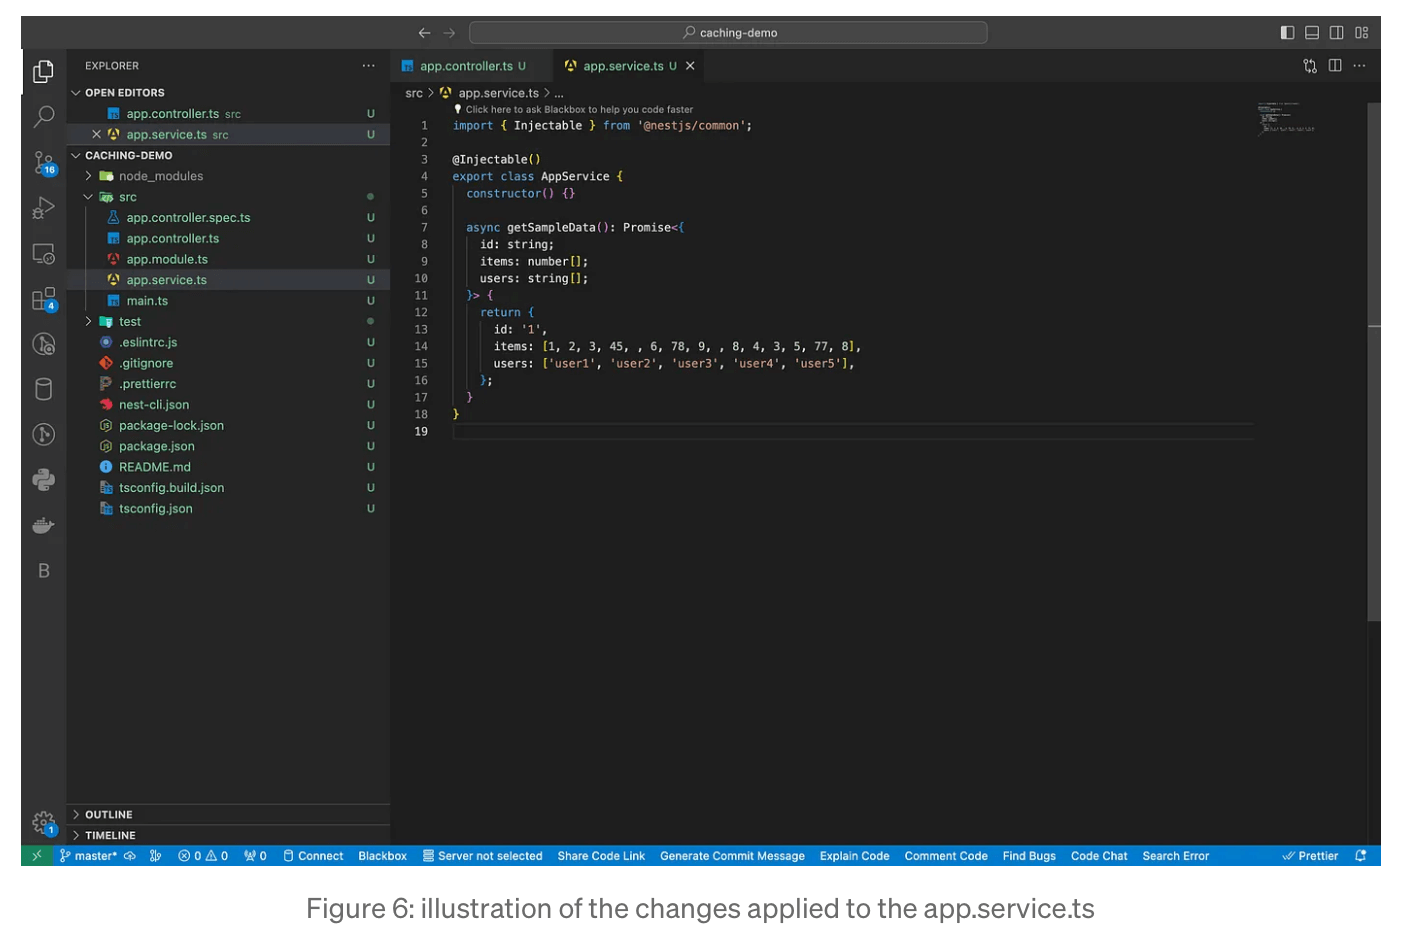 caching-demo
EXPLORER
OPEN EDITORS
app.controller.ts src U
app.service.ts src U
CACHING-DEMO
node_modules
src
app.controller.spec.ts U
app.controller.ts U
app.module.ts U
app.service.ts U
main.ts U
test
.eslintrc.js U
.gitignore U
.prettierrc U
nest-cli.json U
package-lock.json U
package.json U
README.md U
tsconfig.build.json U
tsconfig.json U
OUTLINE
TIMELINE
16
4
B
1
TS app.controller.ts U app.service.ts U
src > app.service.ts > ...
Click here to ask Blackbox to help you code faster
1 import { Injectable } from '@nestjs/common';
2
3 @Injectable()
4 export class AppService {
5 constructor() {}
6
7 async getSampleData(): Promise<{
8 id: string;
9 items: number[];
10 users: string[];
11 }> {
12 return {
13 id: '1',
14 items: [1, 2, 3, 45, , 6, 78, 9, , 8, 4, 3, 5, 77, 8],
15 users: ['user1', 'user2', 'user3', 'user4', 'user5'],
16 };
17 }
18 }
19
master* 0 0 0 Connect Blackbox Server not selected Share Code Link Generate Commit Message Explain Code Comment Code Find Bugs Code Chat Search Error Prettier
Figure 6: illustration of the changes applied to the app.service.ts